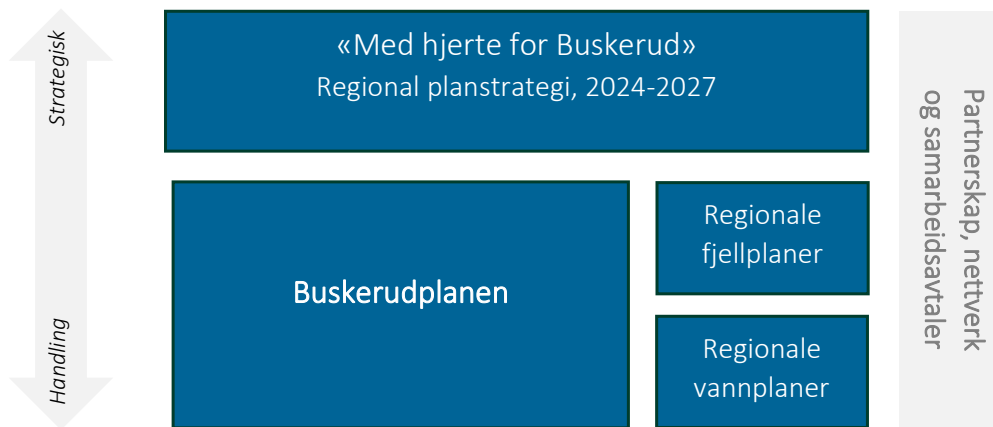 Strategisk
Handling
«Med hjerte for Buskerud»
Regional planstrategi, 2024-2027
Buskerudplanen
Regionale
fjellplaner
Regionale
vannplaner
Partnerskap, nettverk
og samarbeidsavtaler